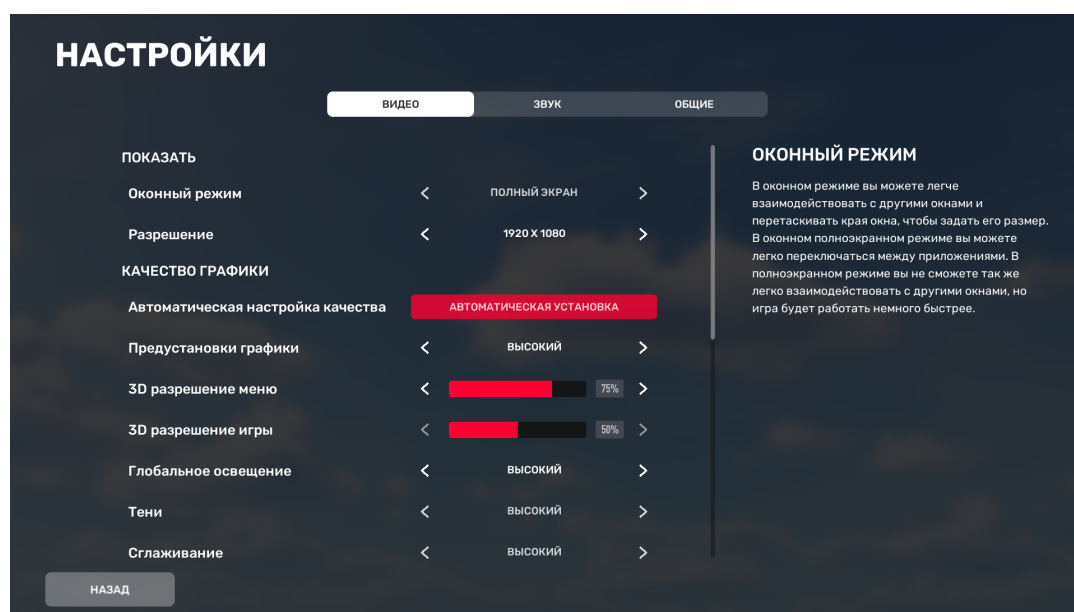 НАСТРОЙКИ
ВИДЕО ЗВУК ОБЩИЕ
ПОКАЗАТЬ
Оконный режим ПОЛНЫЙ ЭКРАН
Разрешение 1920 X 1080
КАЧЕСТВО ГРАФИКИ
Автоматическая настройка качества АВТОМАТИЧЕСКАЯ УСТАНОВКА
Предустановки графики ВЫСОКИЙ
3D разрешение меню 75%
3D разрешение игры 50%
Глобальное освещение ВЫСОКИЙ
Тени ВЫСОКИЙ
Сглаживание ВЫСОКИЙ
НАЗАД
ОКОННЫЙ РЕЖИМ
В оконном режиме вы можете легче
взаимодействовать с другими окнами и
перетаскивать края окна, чтобы задать его размер.
В оконном полноэкранном режиме вы можете
легко переключаться между приложениями. В
полноэкранном режиме вы не сможете так же
легко взаимодействовать с другими окнами, но
игра будет работать немного быстрее.